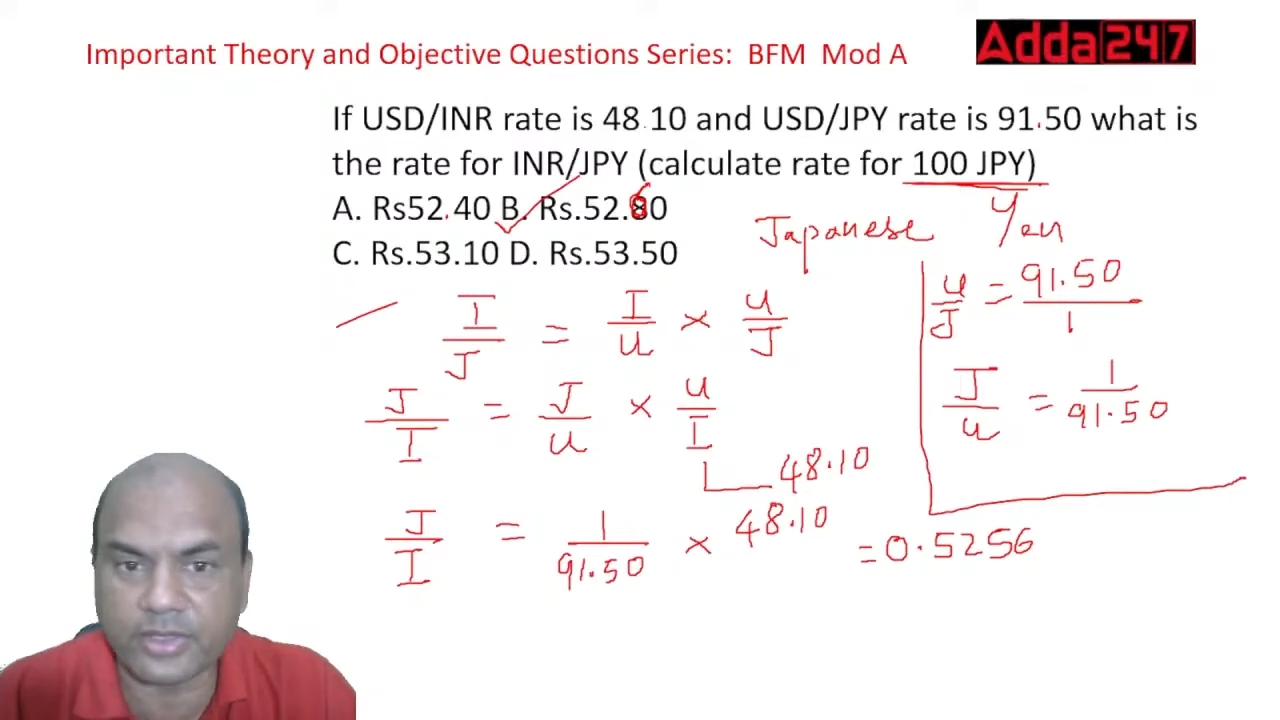 Important Theory and Objective Questions Series: BFM Mod A
Adda247
If USD/INR rate is 48.10 and USD/JPY rate is 91.50 what is
the rate for INR/JPY (calculate rate for 100 JPY)
A. Rs52.40 B. Rs.52.60
C. Rs.53.10 D. Rs.53.50
Japanese Yen
I/J = I/U × U/J
U/J = 91.50/1
J/I = J/U × U/I
J/U = 1/91.50
48.10
J/I = 1/91.50 × 48.10 = 0.5256